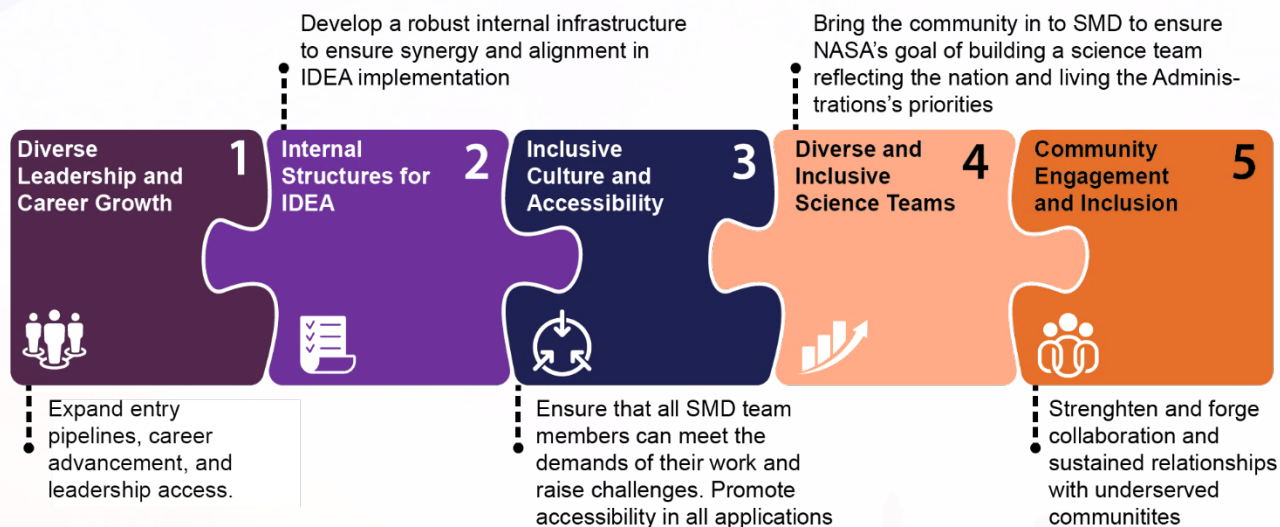 Develop a robust internal infrastructure
to ensure synergy and alignment in
IDEA implementation
Bring the community in to SMD to ensure
NASA's goal of building a science team
reflecting the nation and living the Adminis-
trations's priorities
Diverse
Leadership and
Career Growth
1
Internal
Structures for
IDEA
2
Inclusive
Culture and
Accessibility
3
Diverse and
Inclusive
Science Teams
4
Community
Engagement
and Inclusion
5
Expand entry
pipelines, career
advancement, and
leadership access.
Ensure that all SMD team
members can meet the
demands of their work and
raise challenges. Promote
accessibility in all applications
Strenghten and forge
collaboration and
sustained relationships
with underserved
communitites